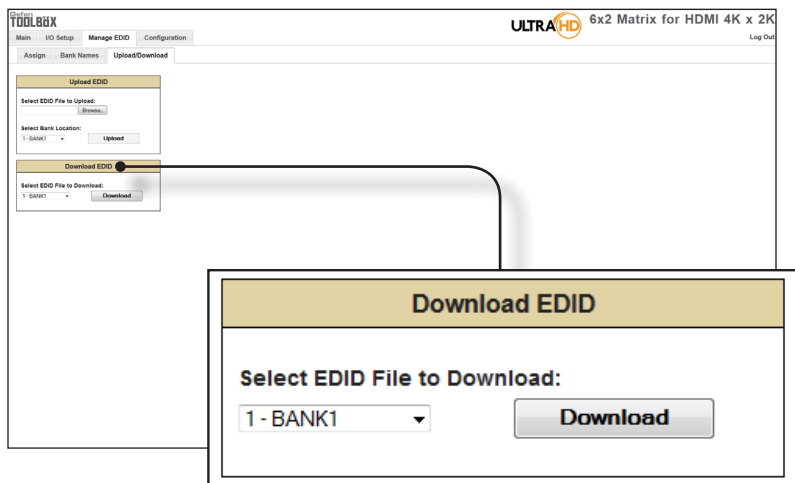 Gefen
TOOLBOX
ULTRA HD 6x2 Matrix for HDMI 4K x 2K
Main I/O Setup Manage EDID Configuration
Log Out
Assign Bank Names Upload/Download
Upload EDID
Select EDID File to Upload:
Browse..
Select Bank Location:
1 - BANK1 Upload
Download EDID
Select EDID File to Download:
1 - BANK1 Download
Download EDID
Select EDID File to Download:
1 - BANK1 Download